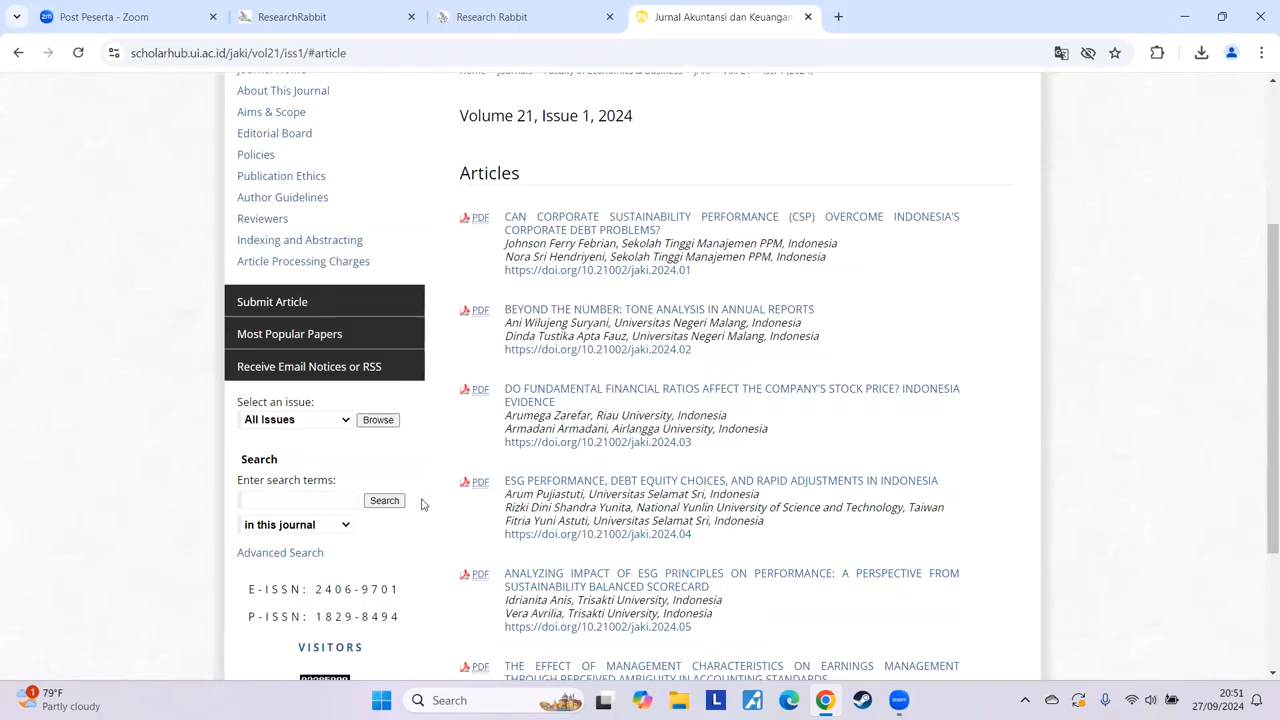 Post Peserta - Zoom
ResearchRabbit
Research Rabbit
Jurnal Akuntansi dan Keuangan
scholarhub.ui.ac.id/jaki/vol21/iss1/#article
About This Journal
Aims & Scope
Editorial Board
Policies
Publication Ethics
Author Guidelines
Reviewers
Indexing and Abstracting
Article Processing Charges
Submit Article
Most Popular Papers
Receive Email Notices or RSS
Select an issue:
All Issues
Browse
Search
Enter search terms:
Search
in this journal
Advanced Search
E-ISSN: 2406-9701
P-ISSN: 1829-8494
VISITORS
Volume 21, Issue 1, 2024
Articles
PDF
CAN CORPORATE SUSTAINABILITY PERFORMANCE (CSP) OVERCOME INDONESIA'S
CORPORATE DEBT PROBLEMS?
Johnson Ferry Febrian, Sekolah Tinggi Manajemen PPM, Indonesia
Nora Sri Hendriyeni, Sekolah Tinggi Manajemen PPM, Indonesia
https://doi.org/10.21002/jaki.2024.01
PDF
BEYOND THE NUMBER: TONE ANALYSIS IN ANNUAL REPORTS
Ani Wilujeng Suryani, Universitas Negeri Malang, Indonesia
Dinda Tustika Apta Fauz, Universitas Negeri Malang, Indonesia
https://doi.org/10.21002/jaki.2024.02
PDF
DO FUNDAMENTAL FINANCIAL RATIOS AFFECT THE COMPANY'S STOCK PRICE? INDONESIA
EVIDENCE
Arumega Zarefar, Riau University, Indonesia
Armadani Armadani, Airlangga University, Indonesia
https://doi.org/10.21002/jaki.2024.03
PDF
ESG PERFORMANCE, DEBT EQUITY CHOICES, AND RAPID ADJUSTMENTS IN INDONESIA
Arum Pujiastuti, Universitas Selamat Sri, Indonesia
Rizki Dini Shandra Yunita, National Yunlin University of Science and Technology, Taiwan
Fitria Yuni Astuti, Universitas Selamat Sri, Indonesia
https://doi.org/10.21002/jaki.2024.04
PDF
ANALYZING IMPACT OF ESG PRINCIPLES ON PERFORMANCE: A PERSPECTIVE FROM
SUSTAINABILITY BALANCED SCORECARD
Idrianita Anis, Trisakti University, Indonesia
Vera Avrilia, Trisakti University, Indonesia
https://doi.org/10.21002/jaki.2024.05
PDF
THE EFFECT OF MANAGEMENT CHARACTERISTICS ON EARNINGS MANAGEMENT
THROUGH PERCEIVED AMBIGUITY IN ACCOUNTING STANDARDS
1
79°F
Partly cloudy
Search
20:51
27/09/2024